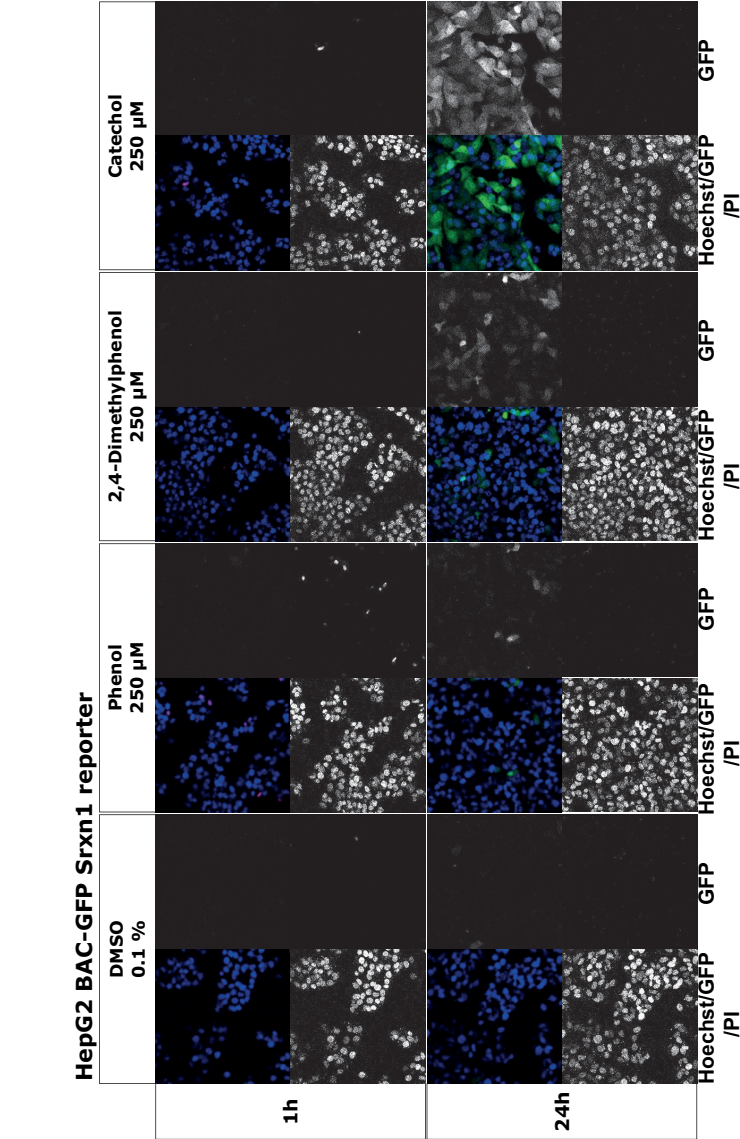 HepG2 BAC-GFP Srxn1 reporter
DMSO
0.1 %
Phenol
250 µM
2,4-Dimethylphenol
250 µM
Catechol
250 µM
1h
24h
Hoechst/GFP
/PI
GFP
Hoechst/GFP
/PI
GFP
Hoechst/GFP
/PI
GFP
Hoechst/GFP
/PI
GFP